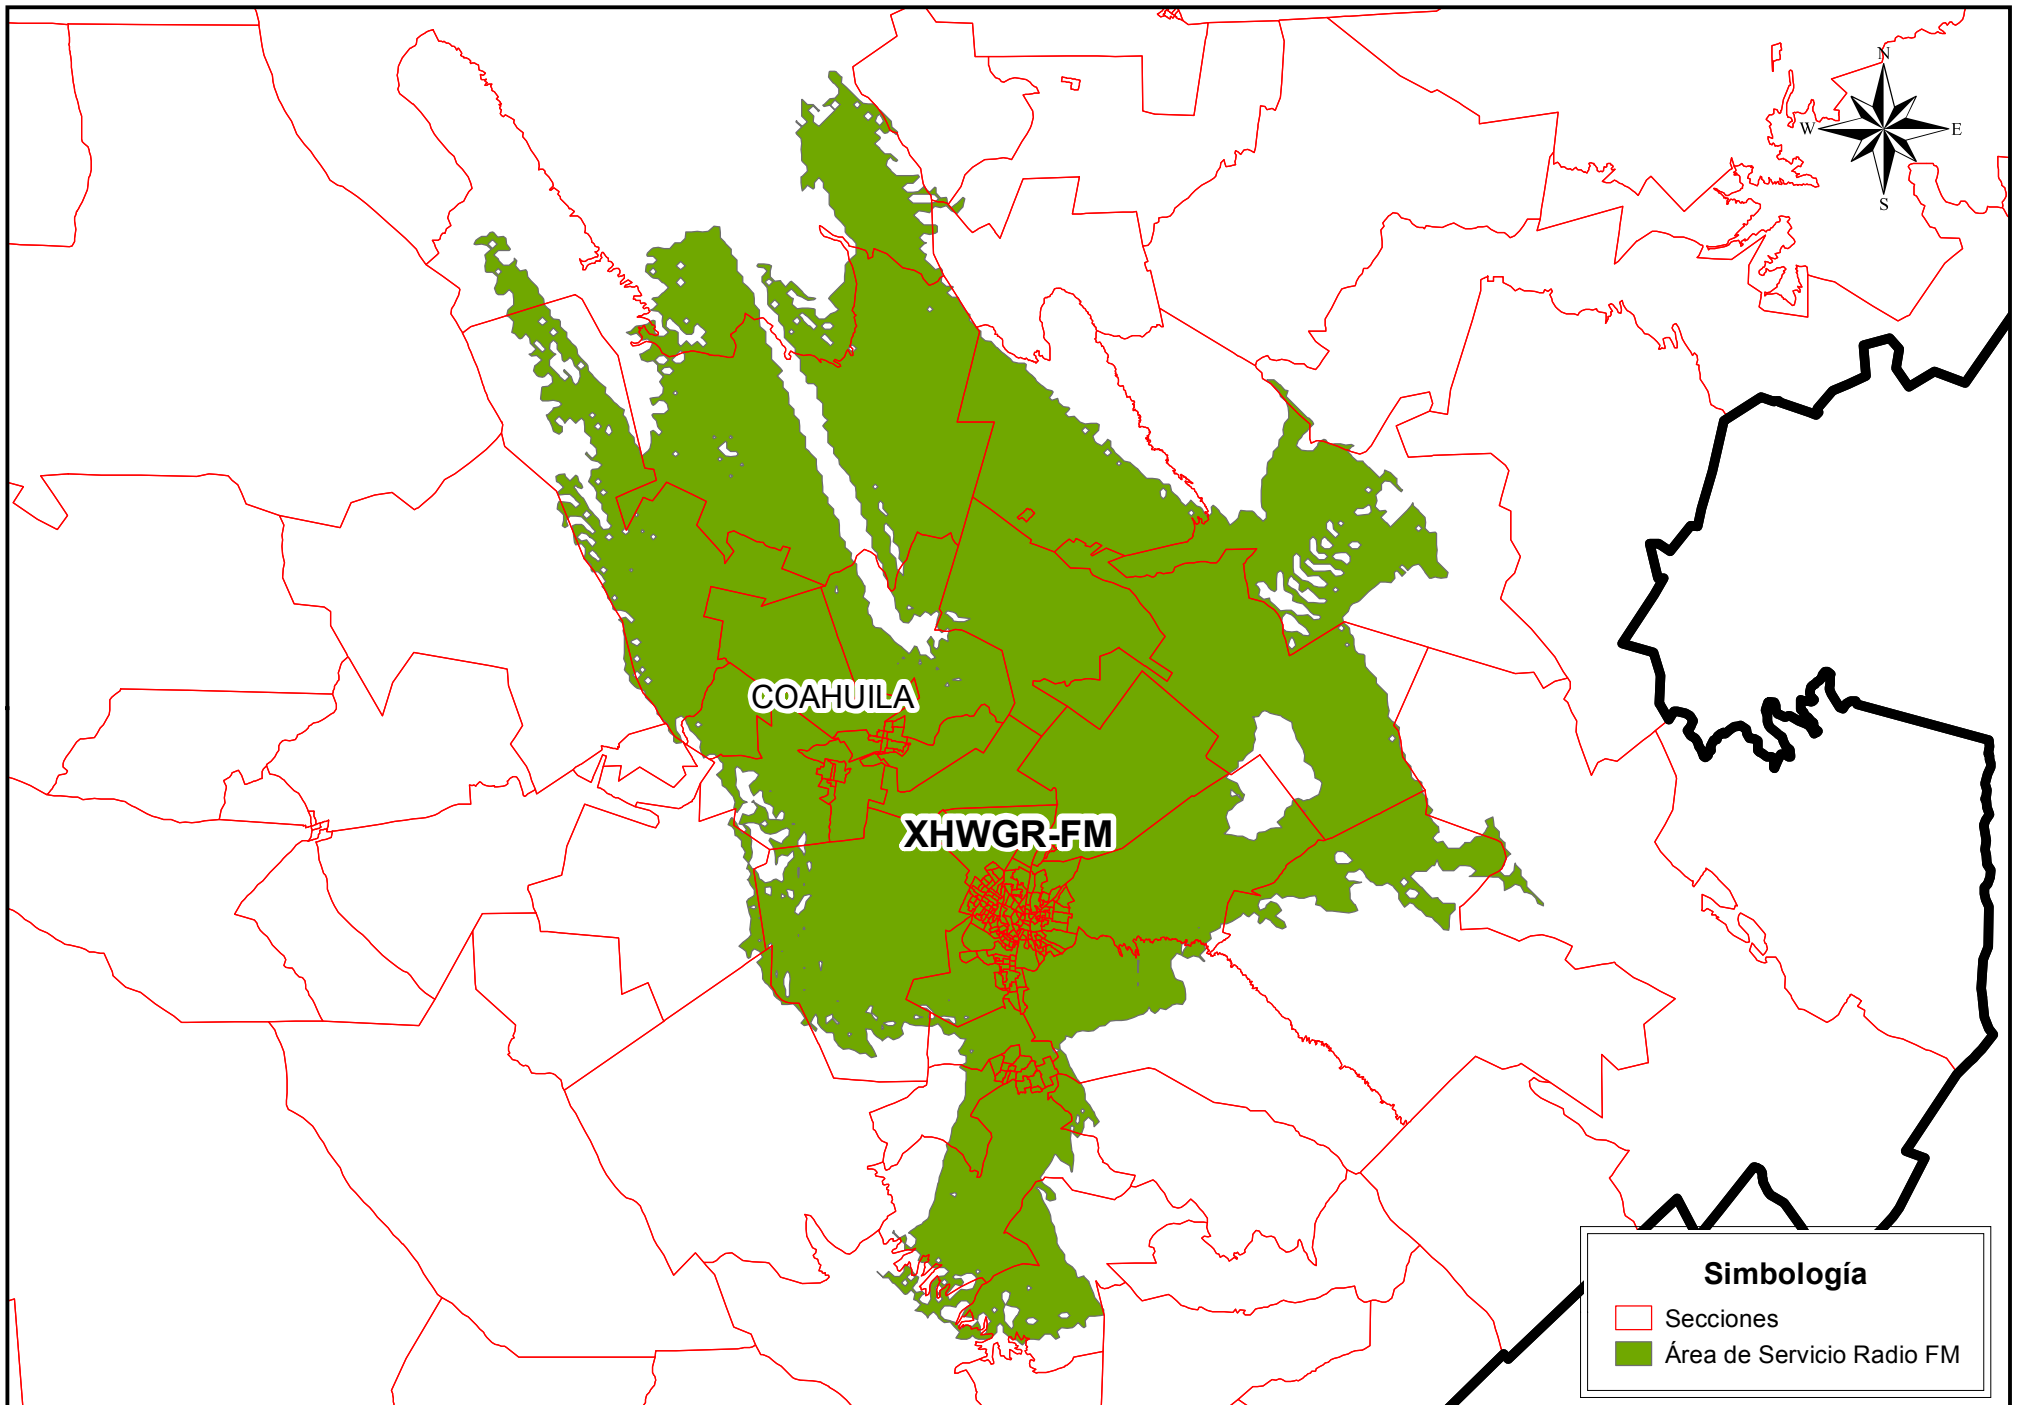 N
W E
S
COAHUILA
XHWGR-FM
Simbología
Secciones
Área de Servicio Radio FM